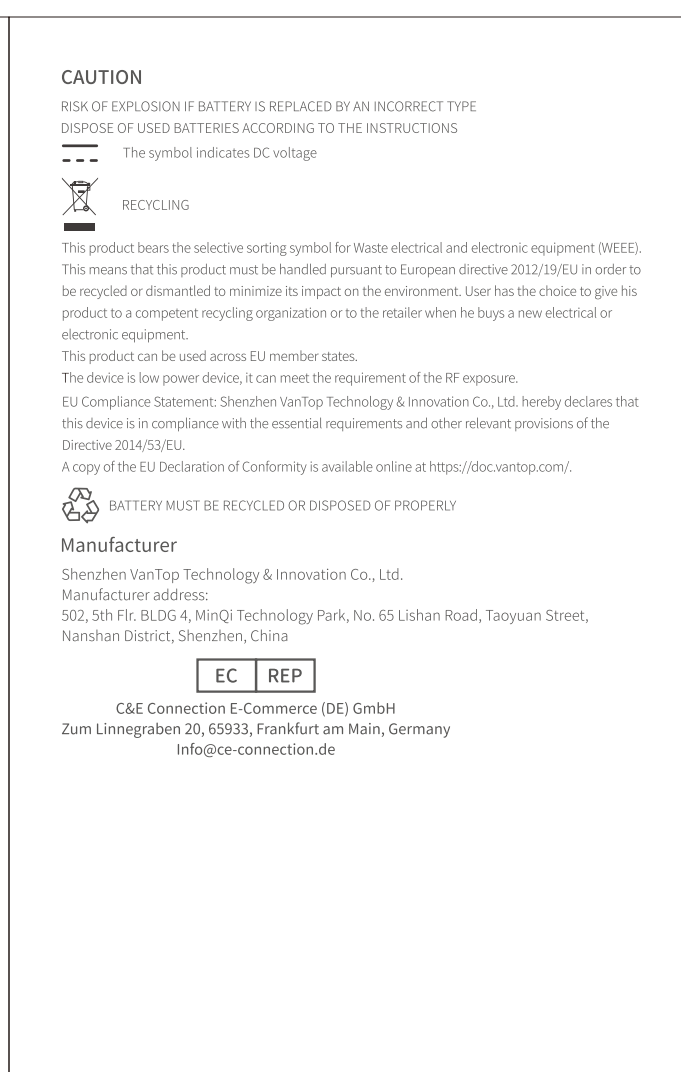 CAUTION
RISK OF EXPLOSION IF BATTERY IS REPLACED BY AN INCORRECT TYPE
DISPOSE OF USED BATTERIES ACCORDING TO THE INSTRUCTIONS
The symbol indicates DC voltage
RECYCLING
This product bears the selective sorting symbol for Waste electrical and electronic equipment (WEEE).
This means that this product must be handled pursuant to European directive 2012/19/EU in order to
be recycled or dismantled to minimize its impact on the environment. User has the choice to give his
product to a competent recycling organization or to the retailer when he buys a new electrical or
electronic equipment.
This product can be used across EU member states.
The device is low power device, it can meet the requirement of the RF exposure.
EU Compliance Statement: Shenzhen VanTop Technology & Innovation Co., Ltd. hereby declares that
this device is in compliance with the essential requirements and other relevant provisions of the
Directive 2014/53/EU.
A copy of the EU Declaration of Conformity is available online at https://doc.vantop.com/.
BATTERY MUST BE RECYCLED OR DISPOSED OF PROPERLY
Manufacturer
Shenzhen VanTop Technology & Innovation Co., Ltd.
Manufacturer address:
502, 5th Flr. BLDG 4, MinQi Technology Park, No. 65 Lishan Road, Taoyuan Street,
Nanshan District, Shenzhen, China
EC REP
C&E Connection E-Commerce (DE) GmbH
Zum Linnegraben 20, 65933, Frankfurt am Main, Germany
Info@ce-connection.de